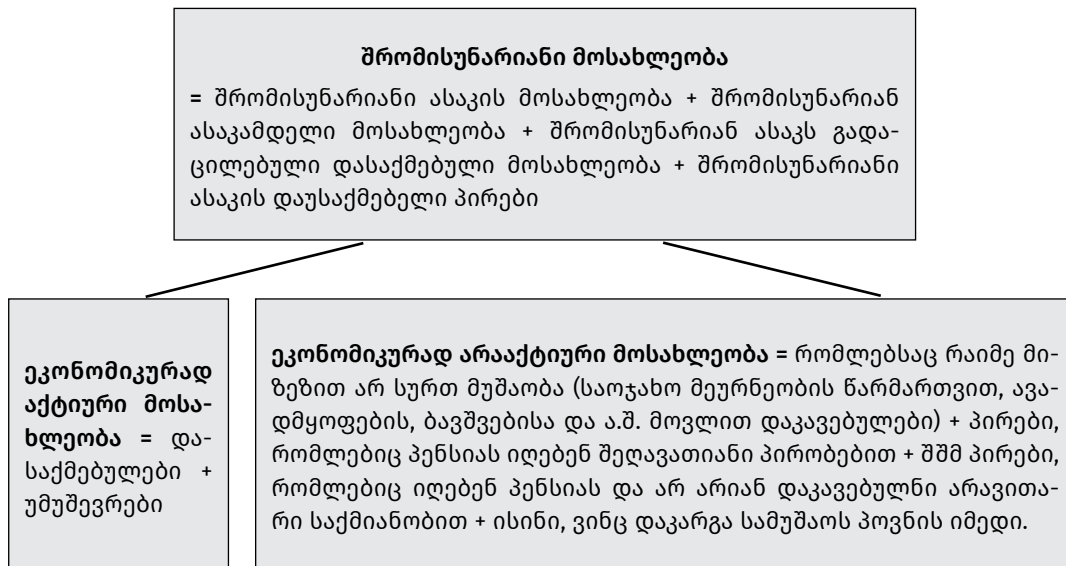 შრომისუნარიანი მოსახლეობა
= შრომისუნარიანი ასაკის მოსახლეობა + შრომისუნარიან
ასაკამდელი მოსახლეობა + შრომისუნარიან ასაკს გადა-
ცილებული დასაქმებული მოსახლეობა + შრომისუნარიანი
ასაკის დაუსაქმებელი პირები
ეკონომიკურად
აქტიური მოსა-
ხლეობა = და-
საქმებულები +
უმუშევრები
ეკონომიკურად არააქტიური მოსახლეობა = რომლებსაც რაიმე მი-
ზეზით არ სურთ მუშაობა (საოჯახო მეურნეობის წარმართვით, ავა-
დმყოფების, ბავშვებისა და ა.შ. მოვლით დაკავებულები) + პირები,
რომლებიც პენსიას იღებენ შეღავათიანი პირობებით + შშმ პირები,
რომლებიც იღებენ პენსიას და არ არიან დაკავებულნი არავითა-
რი საქმიანობით + ისინი, ვინც დაკარგა სამუშაოს პოვნის იმედი.